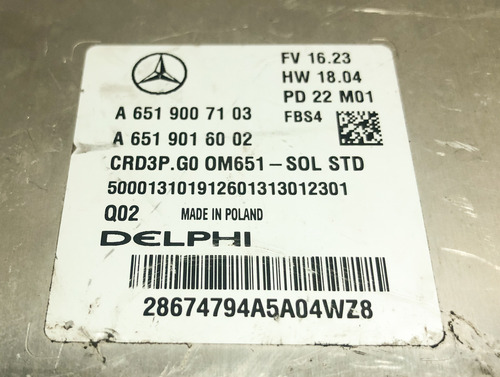 FV 16.23
HW 18.04
PD 22 M01
FBS4
A 651 900 71 03
A 651 901 60 02
CRD3P.G0 OM651-SOL STD
50001310191260131301​2301
Q02 MADE IN POLAND
DELPHI
28674794A5A04WZ8